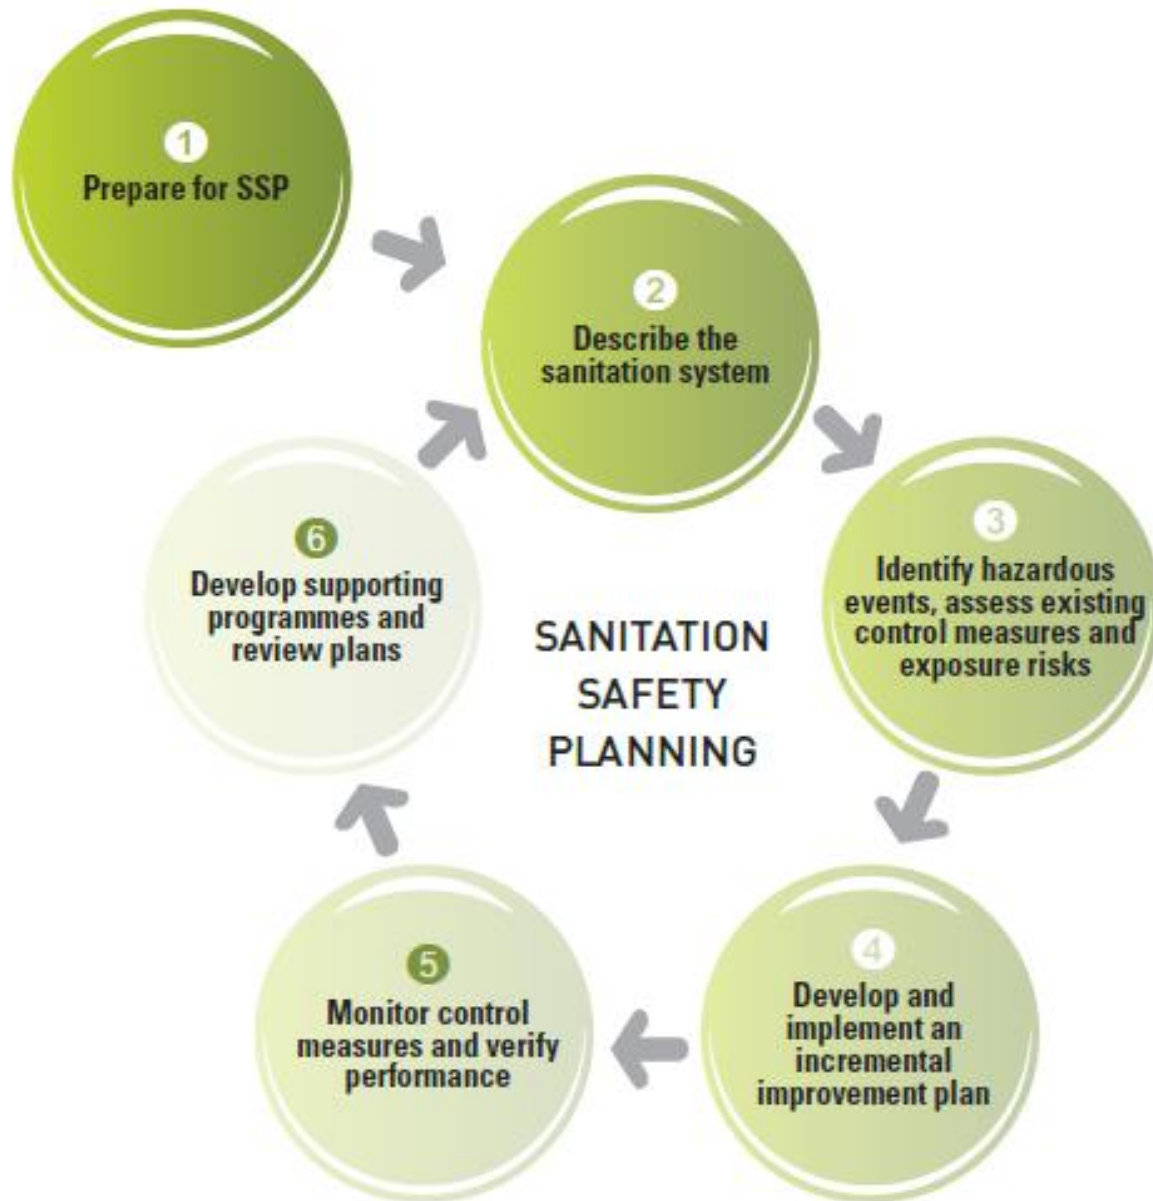 1
Prepare for SSP
2
Describe the
sanitation system
3
Identify hazardous
events, assess existing
control measures and
exposure risks
4
Develop and
implement an
incremental
improvement plan
5
Monitor control
measures and verify
performance
6
Develop supporting
programmes and
review plans
SANITATION
SAFETY
PLANNING